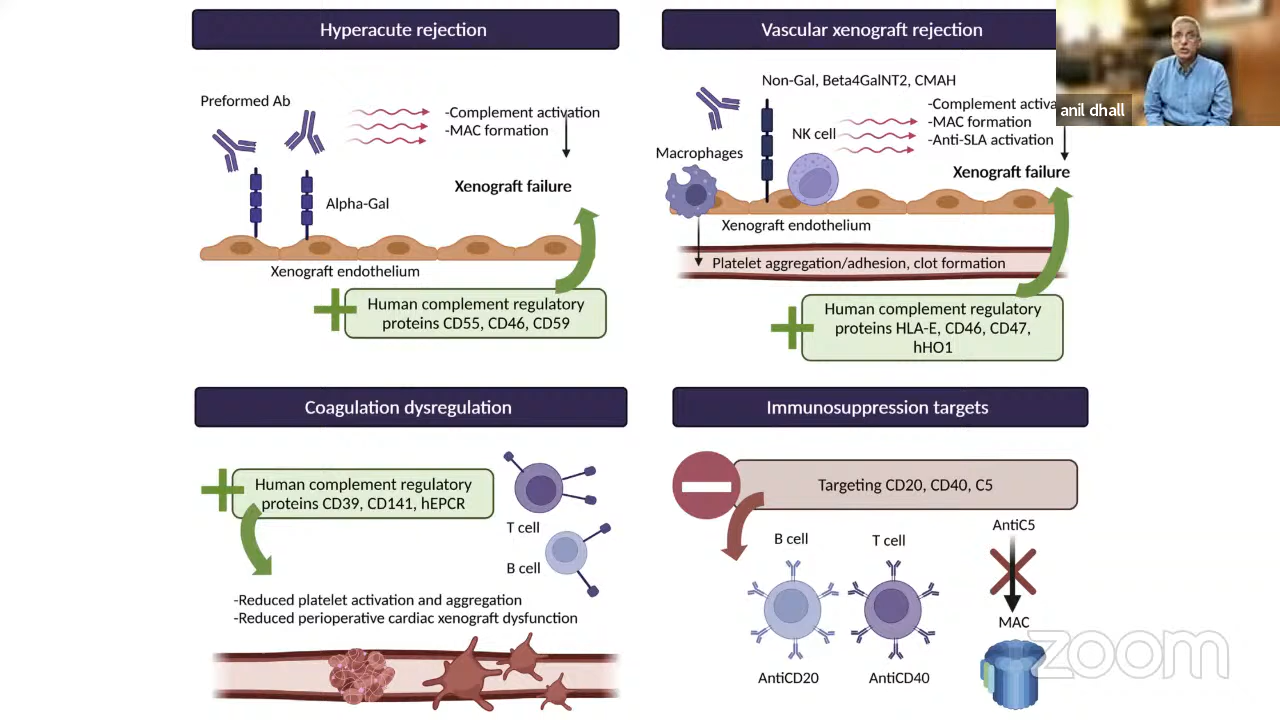 Hyperacute rejection
Preformed Ab
-Complement activation
-MAC formation
Xenograft failure
Alpha-Gal
Xenograft endothelium
Human complement regulatory
proteins CD55, CD46, CD59
Vascular xenograft rejection
anil dhall
Non-Gal, Beta4GalNT2, CMAH
-Complement activa
-MAC formation
-Anti-SLA activation
NK cell
Macrophages
Xenograft failure
Xenograft endothelium
Platelet aggregation/adhesion, clot formation
Human complement regulatory
proteins HLA-E, CD46, CD47,
hHO1
Coagulation dysregulation
Human complement regulatory
proteins CD39, CD141, hEPCR
T cell
B cell
-Reduced platelet activation and aggregation
-Reduced perioperative cardiac xenograft dysfunction
Immunosuppression targets
Targeting CD20, CD40, C5
B cell
T cell
AntiC5
MAC
AntiCD20
AntiCD40
zoom